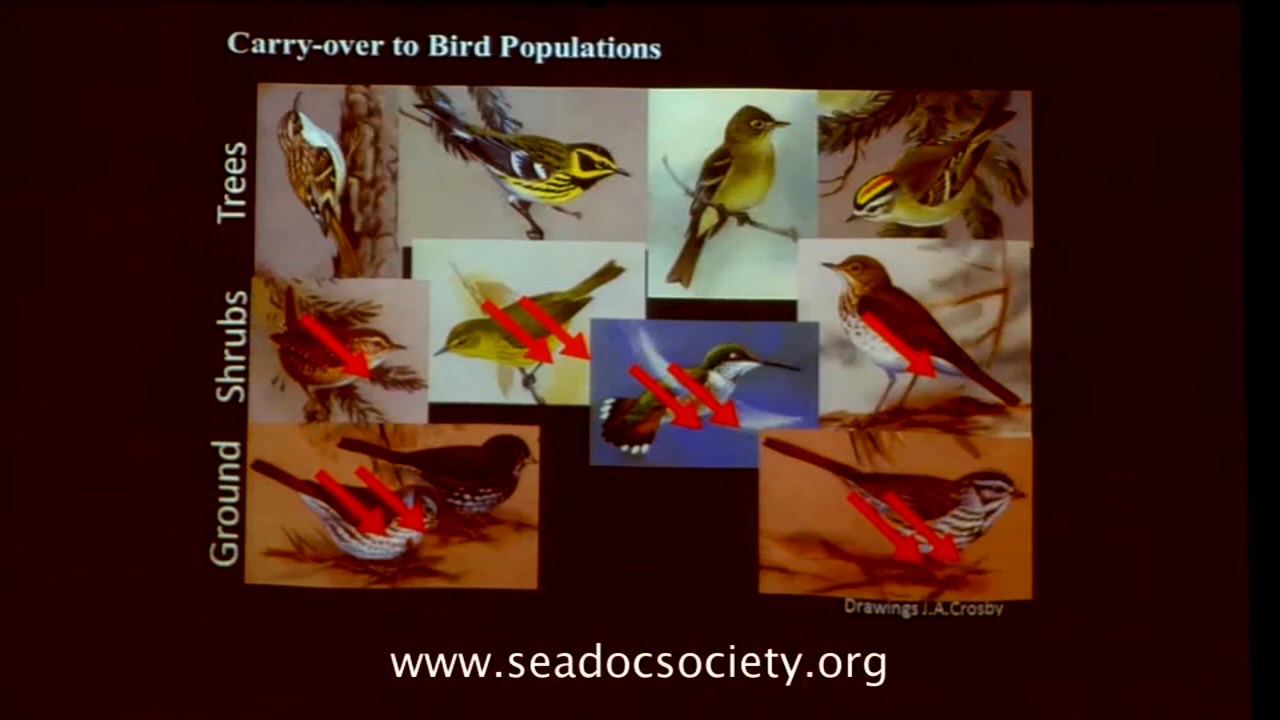 Carry-over to Bird Populations
Trees
Shrubs
Ground
Drawings J.A.Crosby
www.seadocsociety.org